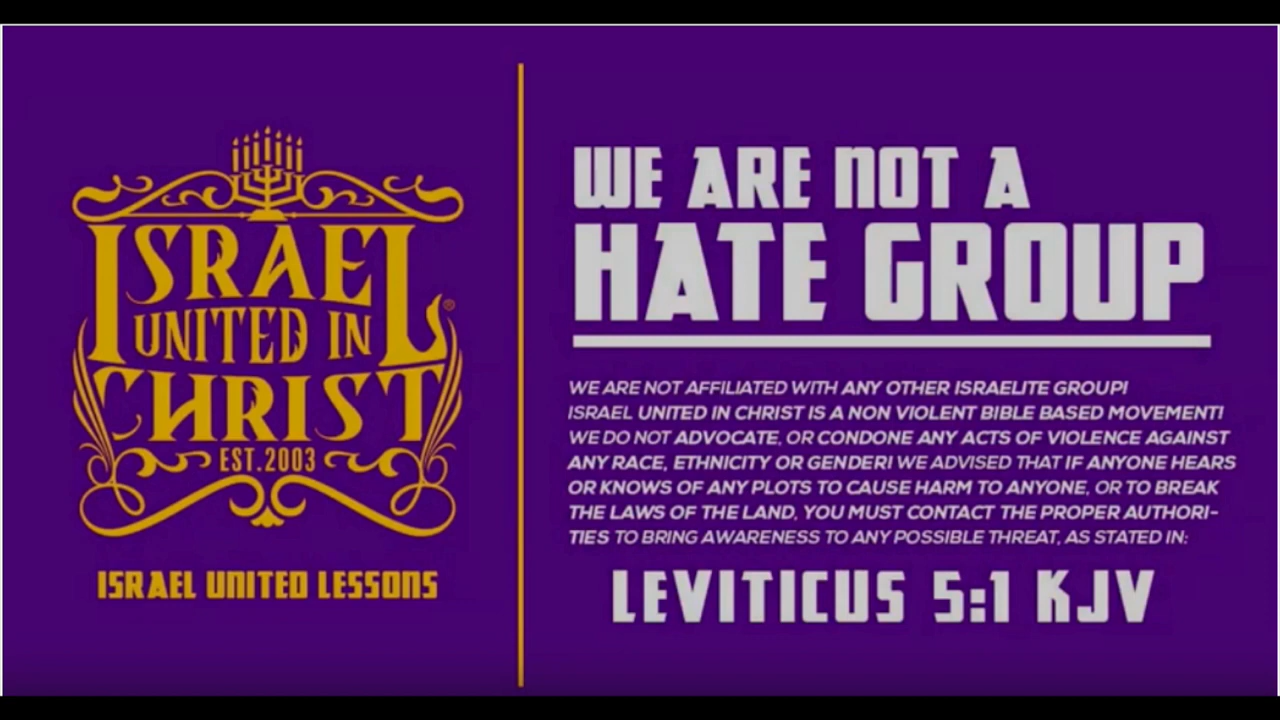 ISRAEL
UNITED IN
CHRIST
®
EST.2003
ISRAEL UNITED LESSONS
WE ARE NOT A
HATE GROUP
WE ARE NOT AFFILIATED WITH ANY OTHER ISRAELITE GROUP!
ISRAEL UNITED IN CHRIST IS A NON VIOLENT BIBLE BASED MOVEMENT!
WE DO NOT ADVOCATE, OR CONDONE ANY ACTS OF VIOLENCE AGAINST
ANY RACE, ETHNICITY OR GENDER! WE ADVISED THAT IF ANYONE HEARS
OR KNOWS OF ANY PLOTS TO CAUSE HARM TO ANYONE, OR TO BREAK
THE LAWS OF THE LAND, YOU MUST CONTACT THE PROPER AUTHORI-
TIES TO BRING AWARENESS TO ANY POSSIBLE THREAT, AS STATED IN:
LEVITICUS 5:1 KJV